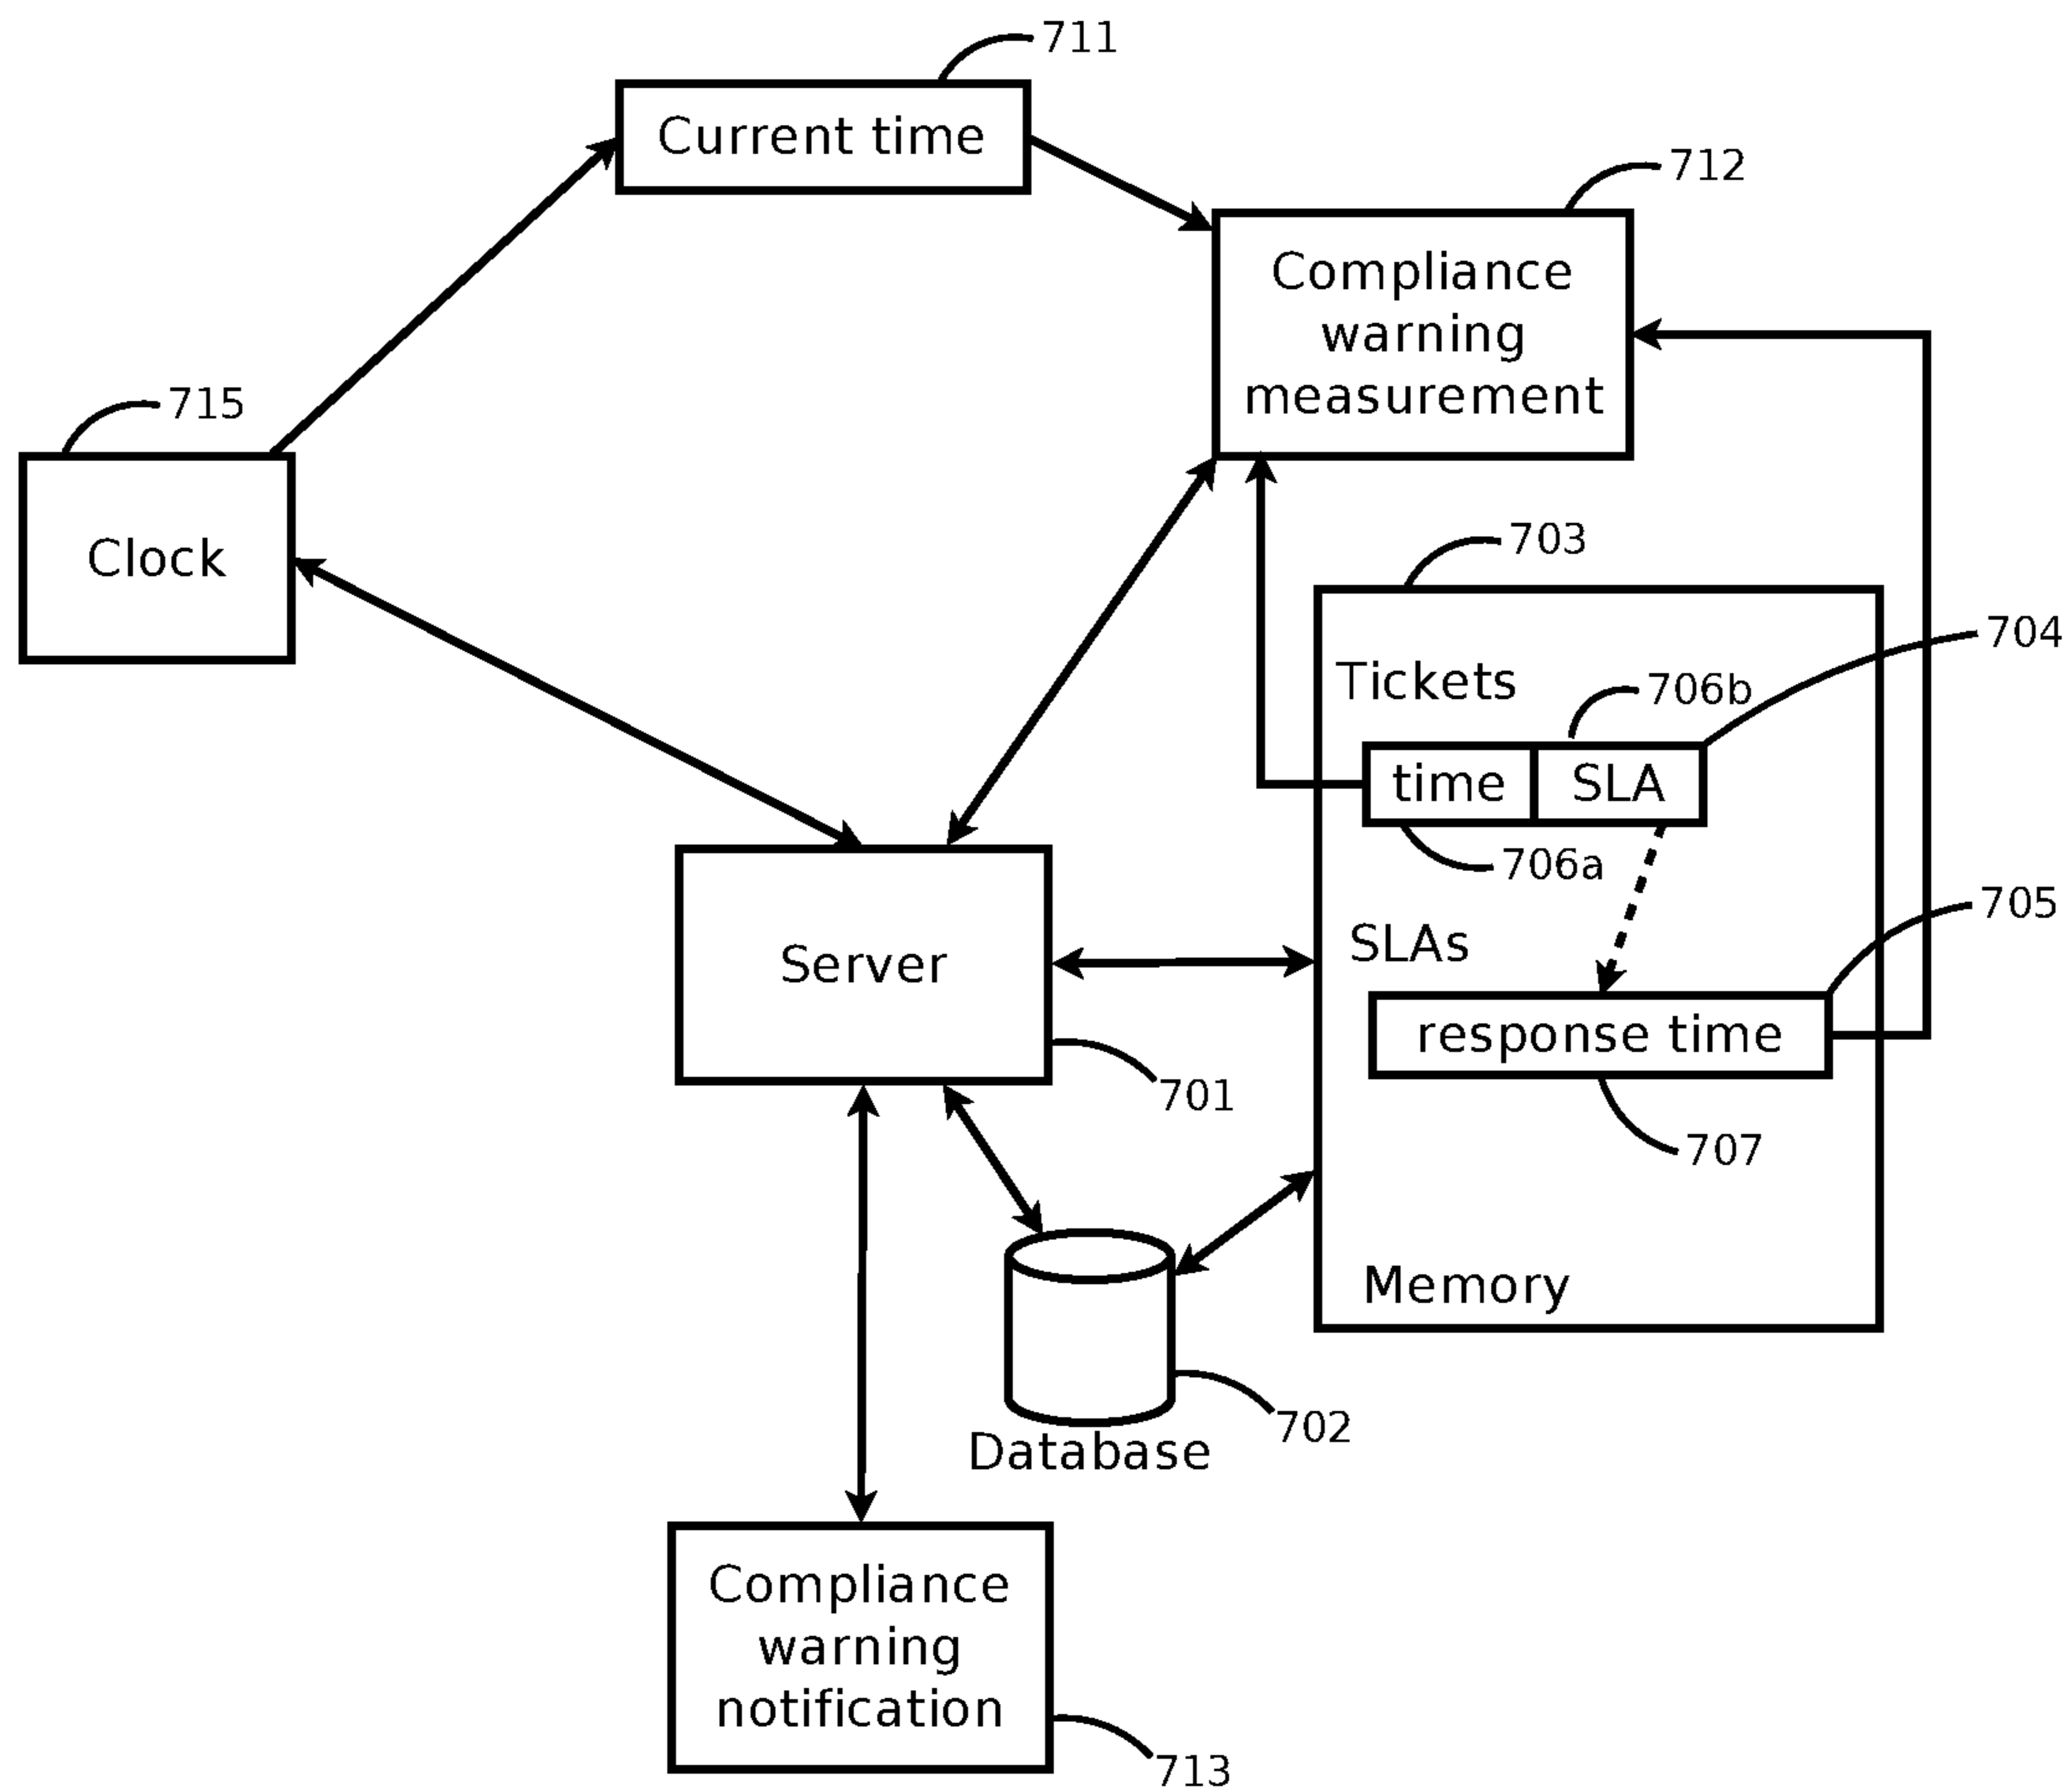 711
Current time
712
Compliance
warning
measurement
715
Clock
703
704
Tickets
706b
time
SLA
706a
705
SLAs
Server
response time
701
707
Memory
702
Database
Compliance
warning
notification
713